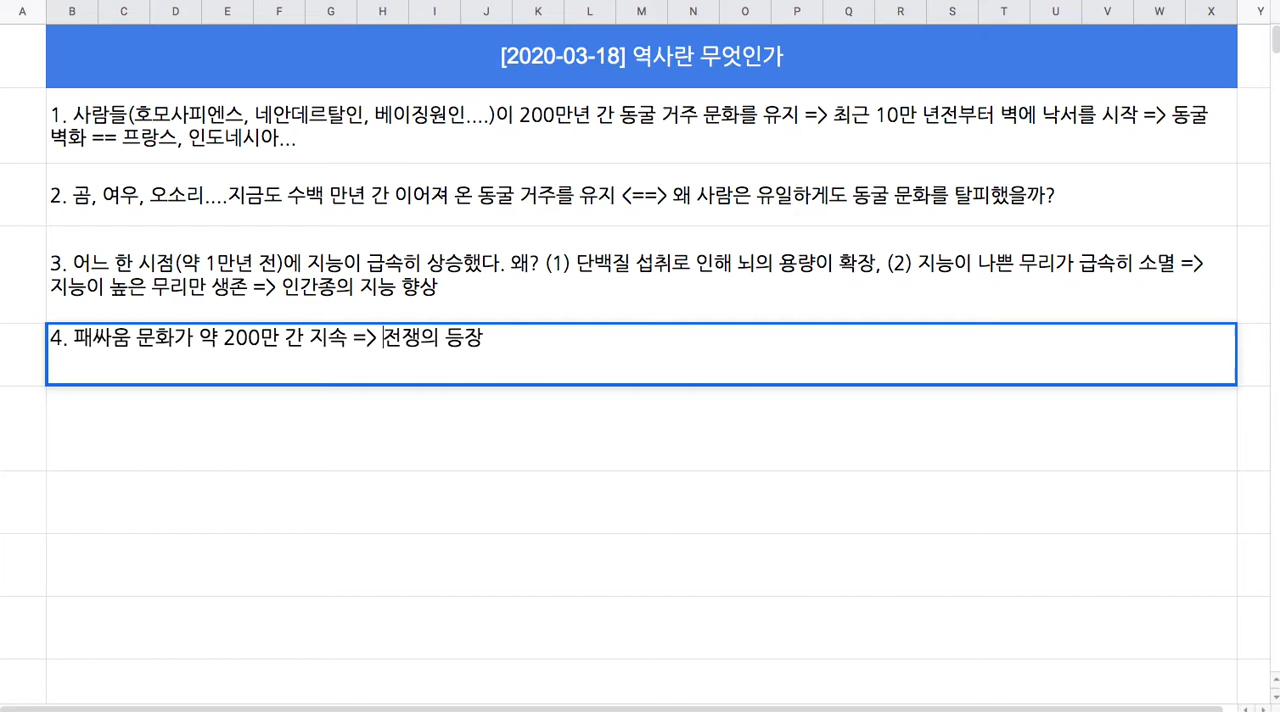 A B C D E F G H I J K L M N O P Q R S T U V W X Y
[2020-03-18] 역사란 무엇인가
1. 사람들(호모사피엔스, 네안데르탈인, 베이징원인....)이 200만년 간 동굴 거주 문화를 유지 => 최근 10만 년전부터 벽에 낙서를 시작 => 동굴
벽화 == 프랑스, 인도네시아...
2. 곰, 여우, 오소리....지금도 수백 만년 간 이어져 온 동굴 거주를 유지 <==> 왜 사람은 유일하게도 동굴 문화를 탈피했을까?
3. 어느 한 시점(약 1만년 전)에 지능이 급속히 상승했다. 왜? (1) 단백질 섭취로 인해 뇌의 용량이 확장, (2) 지능이 나쁜 무리가 급속히 소멸 =>
지능이 높은 무리만 생존 => 인간종의 지능 향상
4. 패싸움 문화가 약 200만 간 지속 => 전쟁의 등장